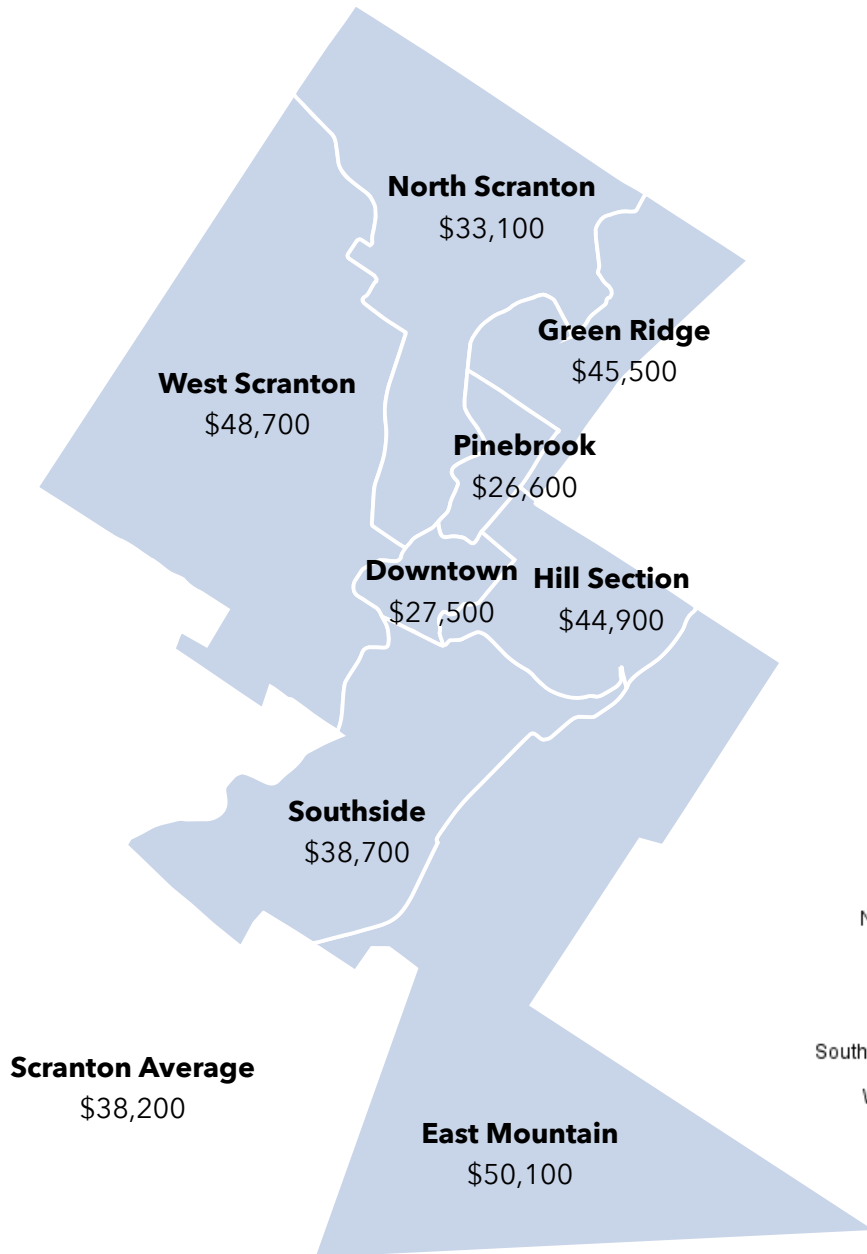 North Scranton
$33,100
Green Ridge
$45,500
West Scranton
$48,700
Pinebrook
$26,600
Downtown
$27,500
Hill Section
$44,900
Southside
$38,700
South
Scranton Average
$38,200
East Mountain
$50,100